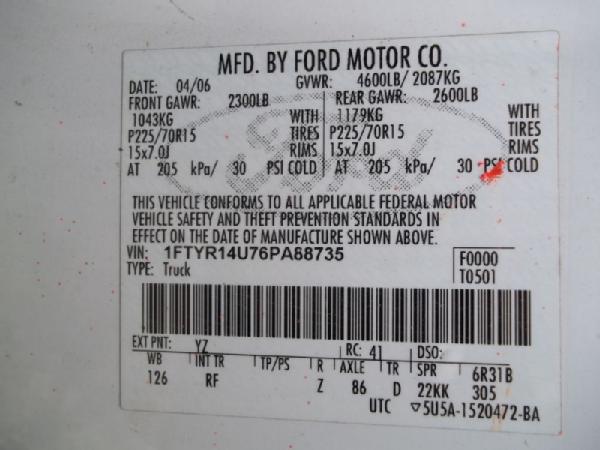 MFD. BY FORD MOTOR CO.
DATE: 04/06 GVWR: 4600LB/ 2087KG
FRONT GAWR: 2300LB REAR GAWR: 2600LB
1043KG WITH 1179KG WITH
P225/70R15 TIRES P225/70R15 TIRES
15x7.0J RIMS 15x7.0J RIMS
AT 205 kPa/ 30 PSI COLD AT 205 kPa/ 30 PSI COLD
Ford
THIS VEHICLE CONFORMS TO ALL APPLICABLE FEDERAL MOTOR
VEHICLE SAFETY AND THEFT PREVENTION STANDARDS IN
EFFECT ON THE DATE OF MANUFACTURE SHOWN ABOVE.
VIN: 1FTYR14U76PA88735 F0000
TYPE: Truck T0501
EXT PNT: YZ RC: 41 DSO:
WB INT TR TP/PS R AXLE TR SPR 6R31B
126 RF Z 86 D 22KK 305
UTC ▽5U5A-1520472-BA